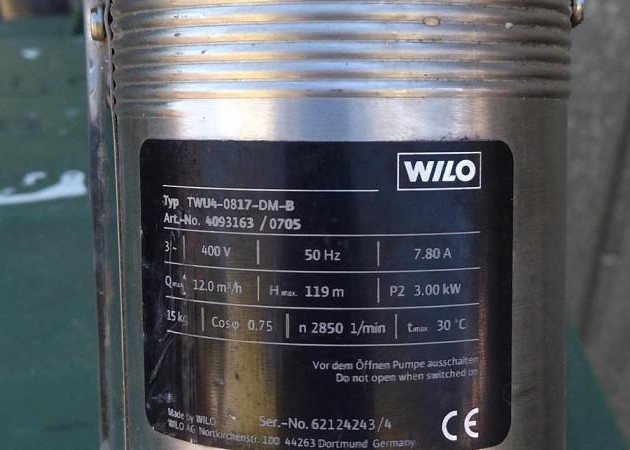 WILO
Typ TWU4-0817-DM-B
Art.-No. 4093163 / 0705
3~ 400 V 50 Hz 7.80 A
Qmax 12.0 m³/h Hmax. 119 m P2 3.00 kW
15 kg Cosφ 0.75 n 2850 1/min tmax 30 °C
Vor dem Öffnen Pumpe ausschalten
Do not open when switched on
Made by WILO
WILO AG Nortkirchenstr. 100 44263 Dortmund Germany
Ser.-No. 62124243/4
CE